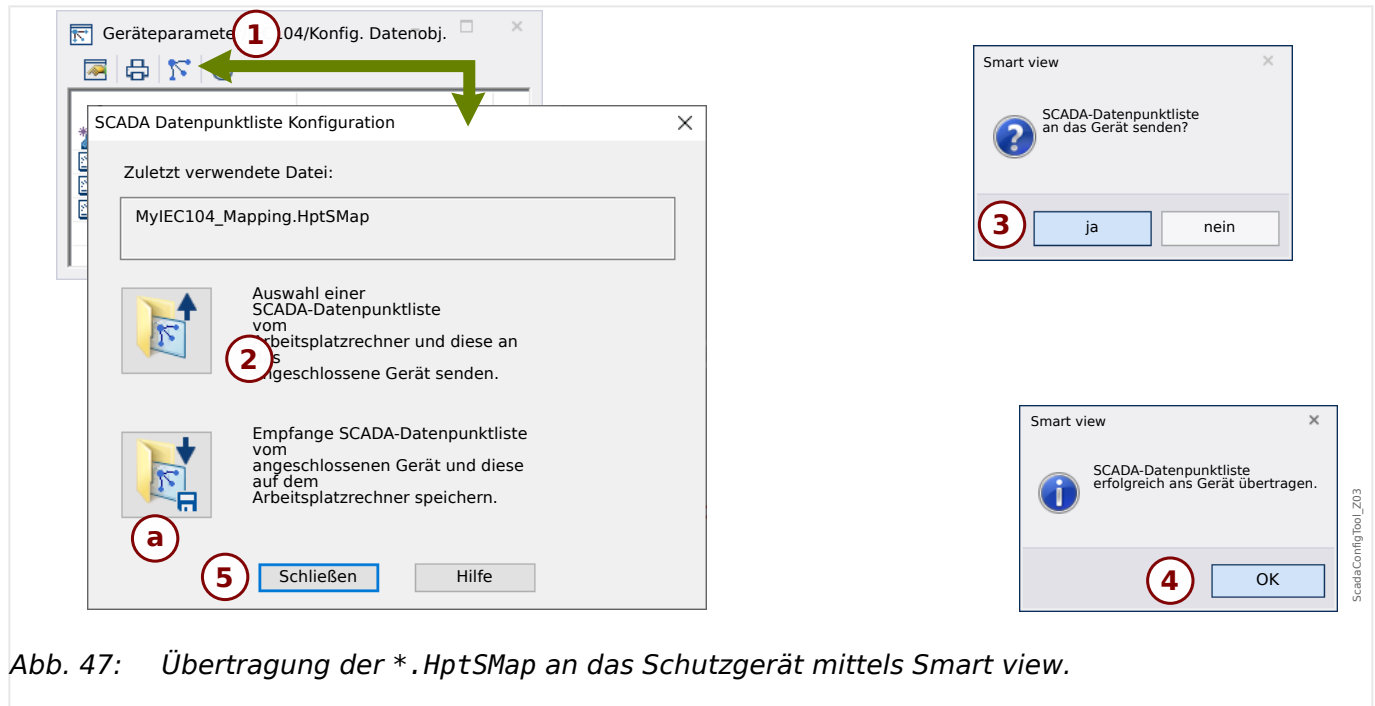 Geräteparamete
1
04/Konfig. Datenobj.
SCADA Datenpunktliste Konfiguration
Zuletzt verwendete Datei:
MyIEC104_Mapping.HptSMap
Auswahl einer
SCADA-Datenpunktliste
vom
rbeitsplatzrechner und diese an
2
s
ngeschlossene Gerät senden.
Empfange SCADA-Datenpunktliste
vom
angeschlossenen Gerät und diese
auf dem
Arbeitsplatzrechner speichern.
a
5
Schließen
Hilfe
Smart view
SCADA-Datenpunktliste
an das Gerät senden?
3
ja
nein
Smart view
SCADA-Datenpunktliste
erfolgreich ans Gerät übertragen.
4
OK
ScadaConfigTool_Z03
Abb. 47: Übertragung der *.HptSMap an das Schutzgerät mittels Smart view.